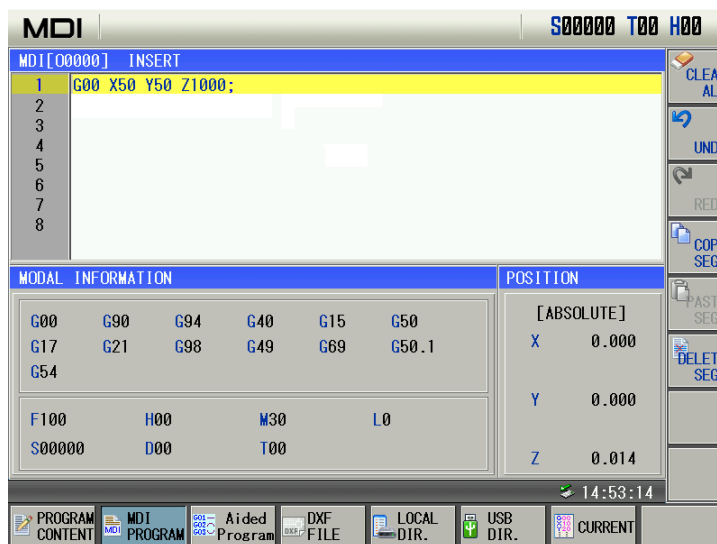 MDI S00000 T00 H00
MDI[O0000] INSERT
1 G00 X50 Y50 Z1000;
2
3
4
5
6
7
8
CLEA
AL
UND
RED
COP
SEG
PAST
SEG
DELET
SEG
MODAL INFORMATION
G00 G90 G94 G40 G15 G50
G17 G21 G98 G49 G69 G50.1
G54
F100 H00 M30 L0
S00000 D00 T00
POSITION
[ABSOLUTE]
X 0.000
Y 0.000
Z 0.014
14:53:14
PROGRAM
CONTENT
MDI
PROGRAM
Aided
Program
DXF
FILE
LOCAL
DIR.
USB
DIR.
CURRENT